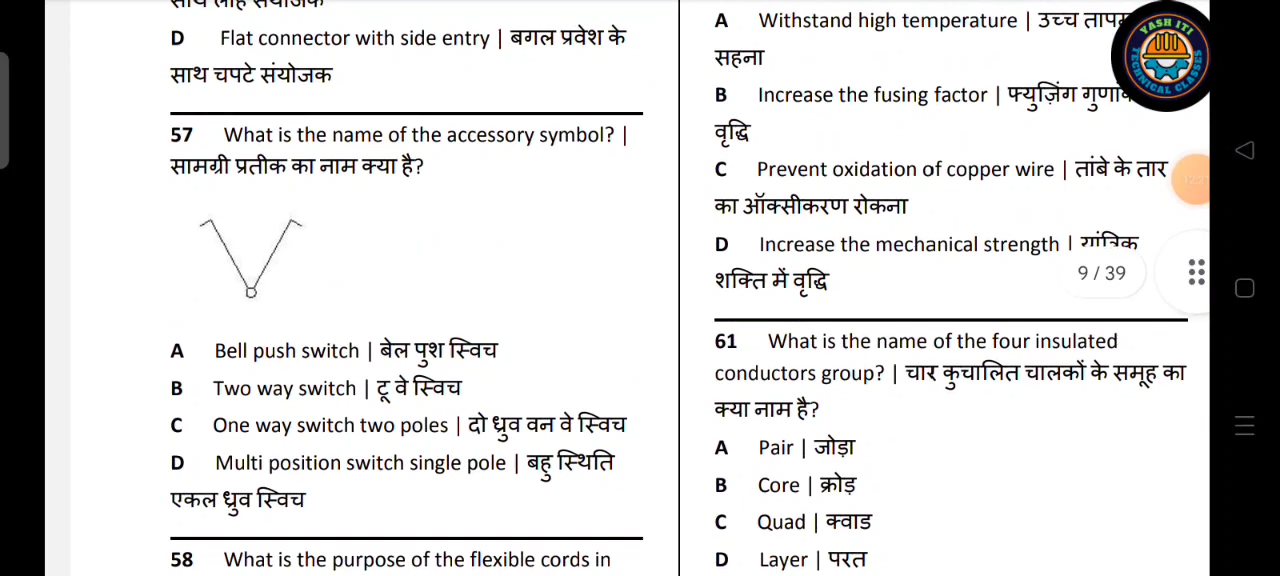 D Flat connector with side entry | बगल प्रवेश के
साथ चपटे संयोजक
57 What is the name of the accessory symbol? |
सामग्री प्रतीक का नाम क्या है?
A Bell push switch | बेल पुश स्विच
B Two way switch | टू वे स्विच
C One way switch two poles | दो ध्रुव वन वे स्विच
D Multi position switch single pole | बहु स्थिति
एकल ध्रुव स्विच
58 What is the purpose of the flexible cords in
A Withstand high temperature | उच्च
सहना
B Increase the fusing factor | फ्युज़िंग
वृद्धि
C Prevent oxidation of copper wire | तांबे के तार
का ऑक्सीकरण रोकना
D Increase the mechanical strength |
शक्ति में वृद्धि
9 / 39
61 What is the name of the four insulated
conductors group? | चार कुचालित चालकों के समूह का
क्या नाम है?
A Pair | जोड़ा
B Core | क्रोड़
C Quad | क्वाड
D Layer | परत
YASH ITI
TECHNICAL CLASSES